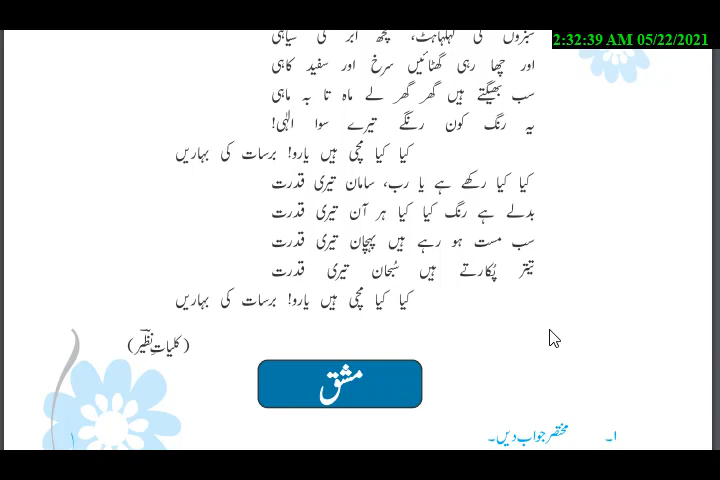 2:32:39 AM 05/22/2021
سبزوں کی لہلہاہٹ، کچھ ابر کی سیاہی
اور چھا رہی گھٹائیں سرخ اور سفید کاہی
سب بھیگتے ہیں گھر گھر لے ماہ تا بہ ماہی
یہ رنگ کون رنگے تیرے سوا الٰہی!
کیا کیا مچی ہیں یارو! برسات کی بہاریں
کیا کیا رکھے ہے یا رب، سامان تیری قدرت
بدلے ہے رنگ کیا کیا ہر آن تیری قدرت
سب مست ہو رہے ہیں پہچان تیری قدرت
تیتر پُکارتے ہیں سُبحان تیری قدرت
کیا کیا مچی ہیں یارو! برسات کی بہاریں
(کلیاتِ نظیرؔ)
مشق
۱۔ مختصر جواب دیں۔